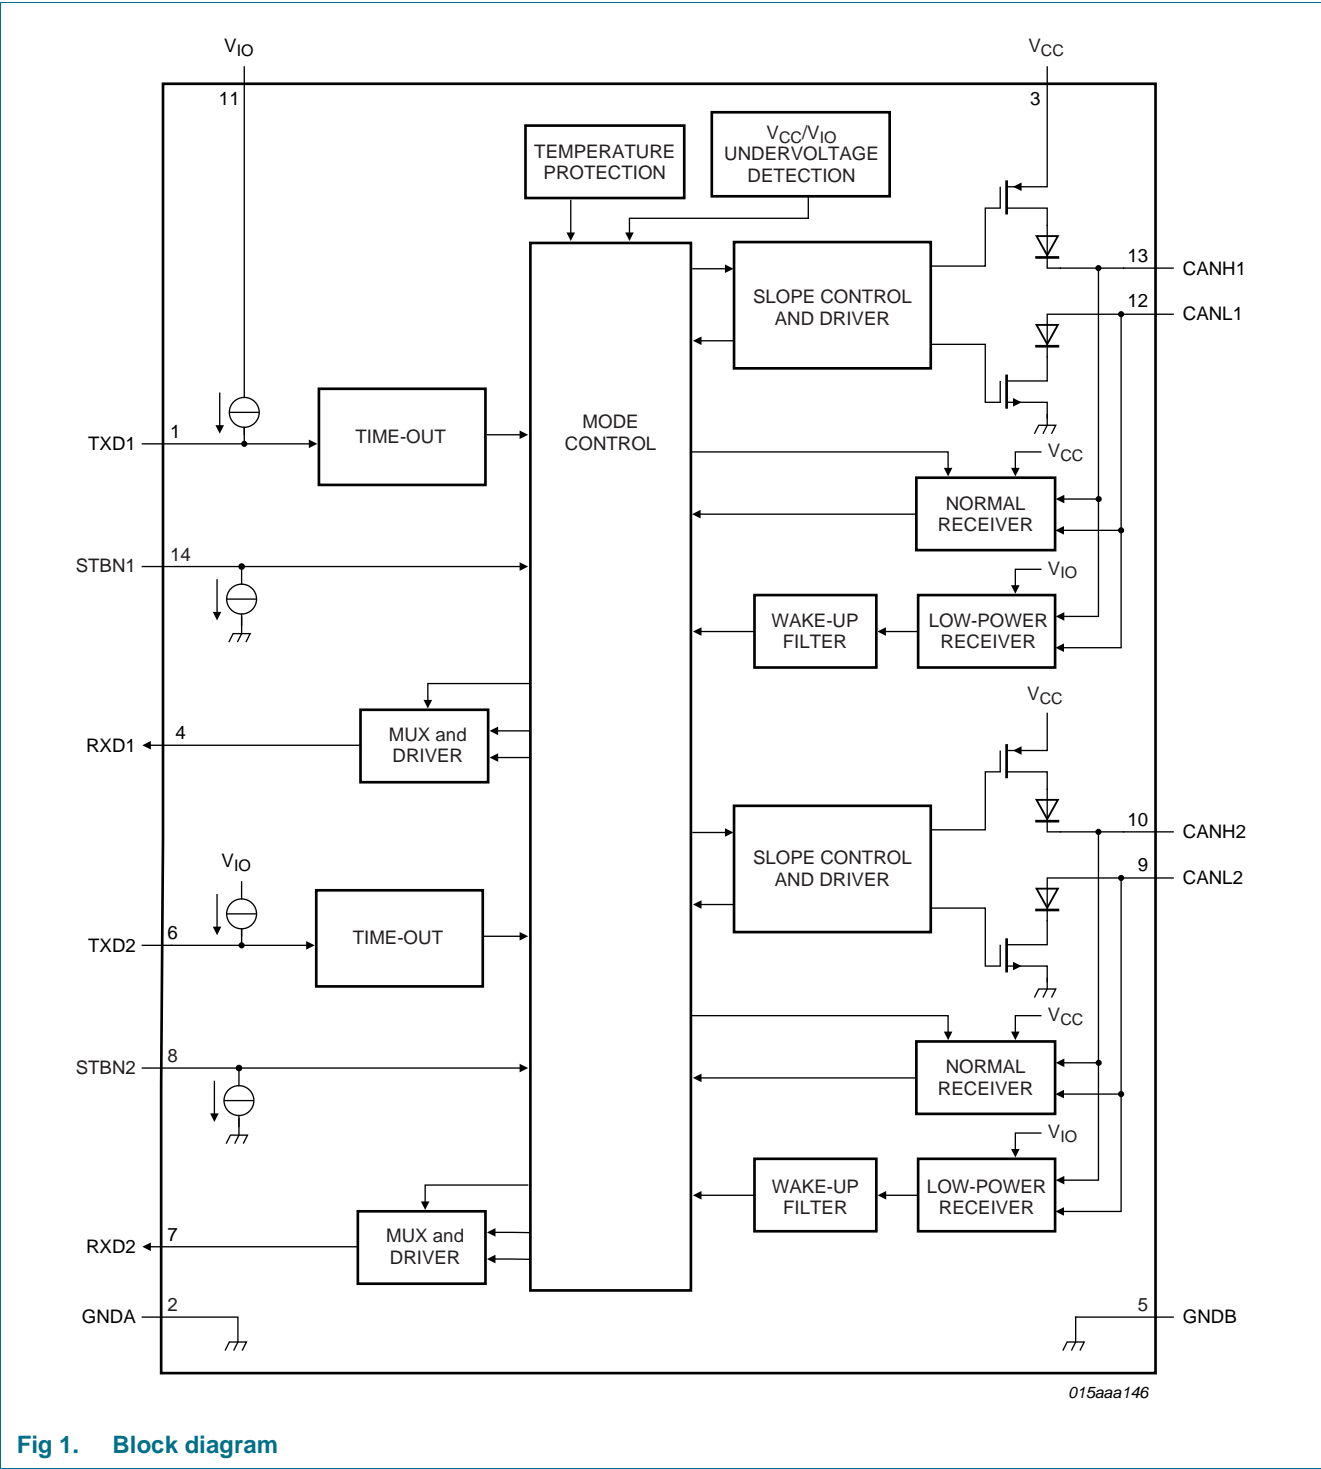 VIO
VCC
11
3
TEMPERATURE
PROTECTION
VCC/VIO
UNDERVOLTAGE
DETECTION
13
CANH1
SLOPE CONTROL
AND DRIVER
12
CANL1
MODE
CONTROL
TXD1
1
TIME-OUT
VCC
NORMAL
RECEIVER
STBN1
14
VIO
WAKE-UP
FILTER
LOW-POWER
RECEIVER
VCC
RXD1
4
MUX and
DRIVER
10
CANH2
SLOPE CONTROL
AND DRIVER
9
CANL2
VIO
TXD2
6
TIME-OUT
VCC
NORMAL
RECEIVER
STBN2
8
VIO
WAKE-UP
FILTER
LOW-POWER
RECEIVER
RXD2
7
MUX and
DRIVER
GNDA
2
5
GNDB
015aaa146
Fig 1. Block diagram